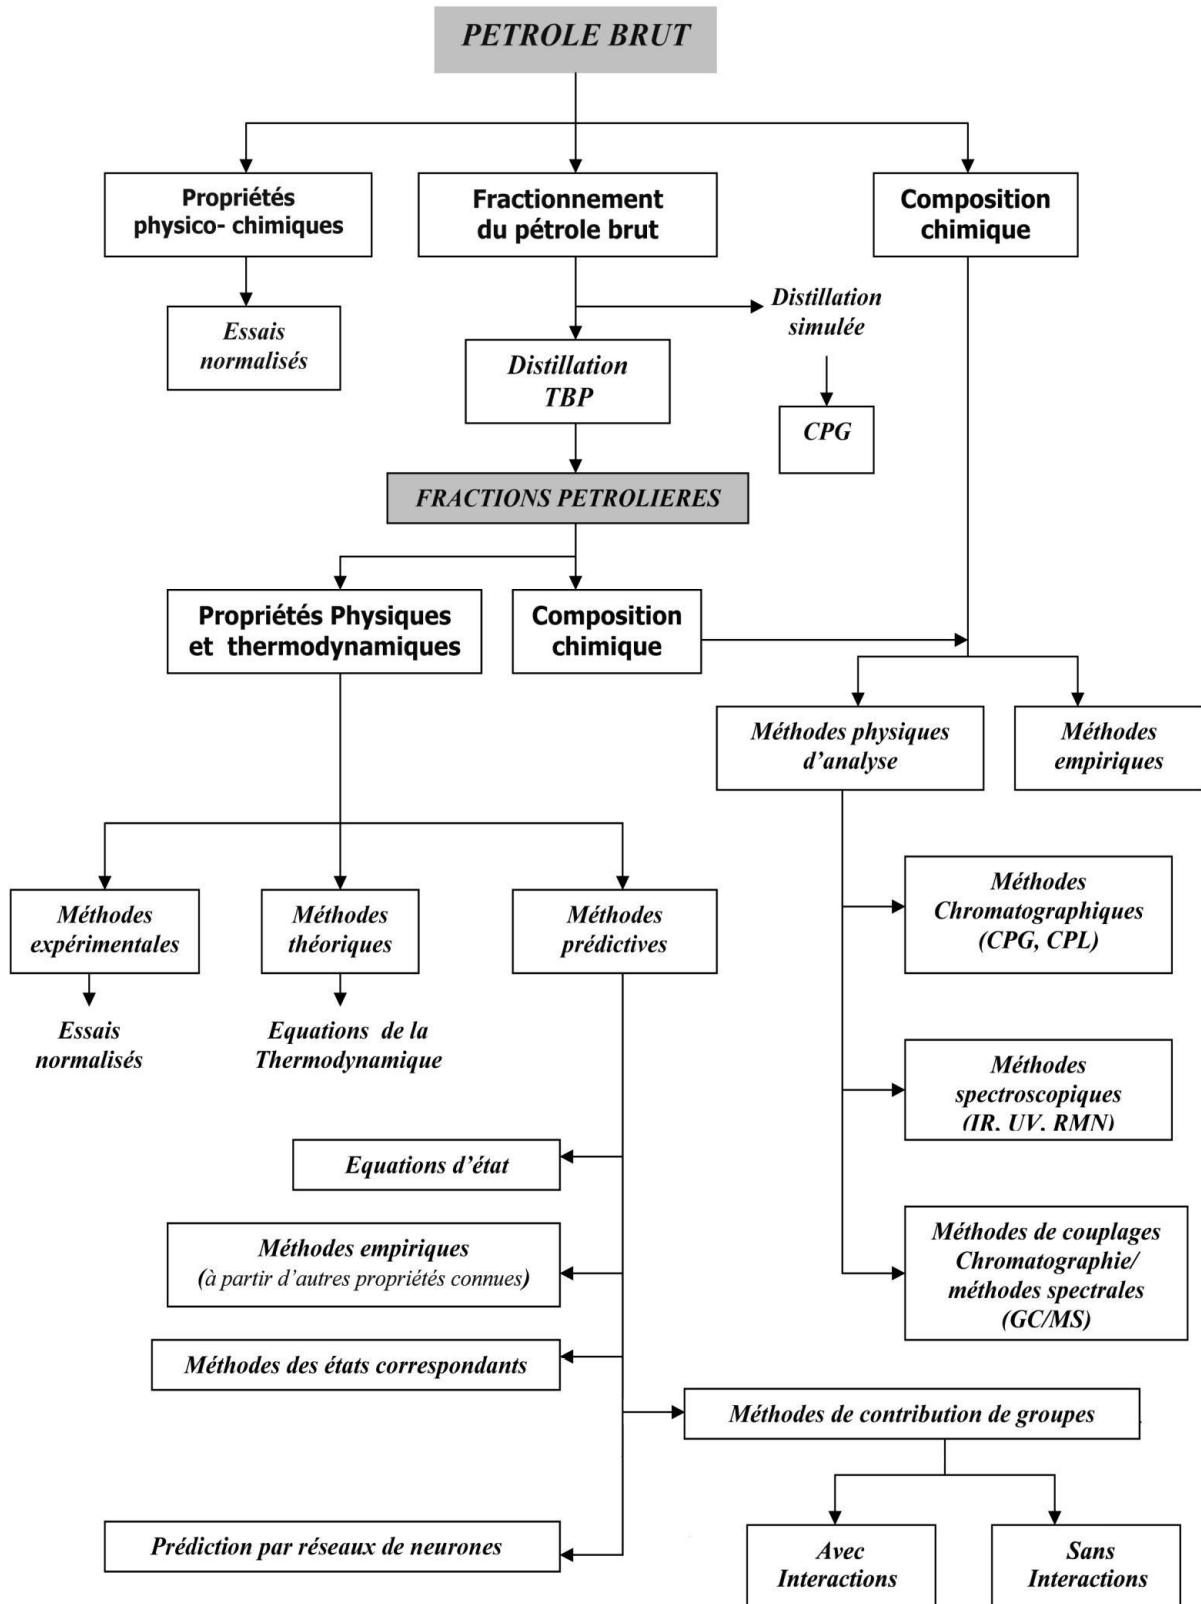 PETROLE BRUT
Propriétés
physico- chimiques
Fractionnement
du pétrole brut
Composition
chimique
Essais
normalisés
Distillation
simulée
Distillation
TBP
CPG
FRACTIONS PETROLIERES
Propriétés Physiques
et thermodynamiques
Composition
chimique
Méthodes physiques
d’analyse
Méthodes
empiriques
Méthodes
Chromatographiques
(CPG, CPL)
Méthodes
expérimentales
Méthodes
théoriques
Méthodes
prédictives
Essais
normalisés
Equations de la
Thermodynamique
Méthodes
spectroscopiques
(IR, UV, RMN)
Equations d’état
Méthodes empiriques
(à partir d’autres propriétés connues)
Méthodes de couplages
Chromatographie/
méthodes spectrales
(GC/MS)
Méthodes des états correspondants
Méthodes de contribution de groupes
Prédiction par réseaux de neurones
Avec
Interactions
Sans
Interactions